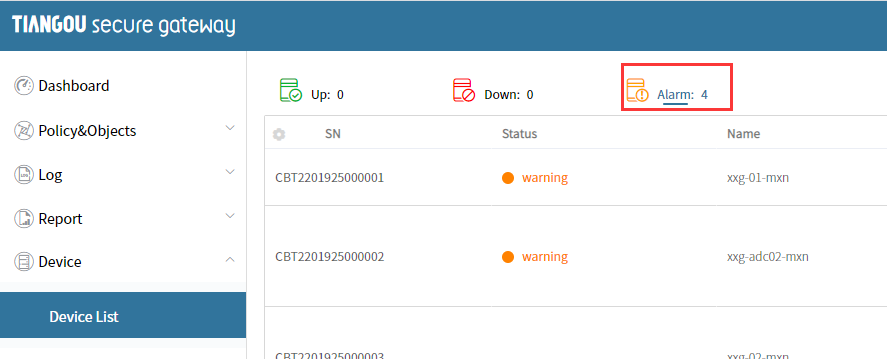 TIANGOU secure gateway
Dashboard
Policy&Objects
Log
Report
Device
Device List
Up: 0 Down: 0 Alarm: 4
SN Status Name
CBT2201925000001 warning xxg-01-mxn
CBT2201925000002 warning xxg-adc02-mxn
CBT2201925000003 xxg-02-mxn